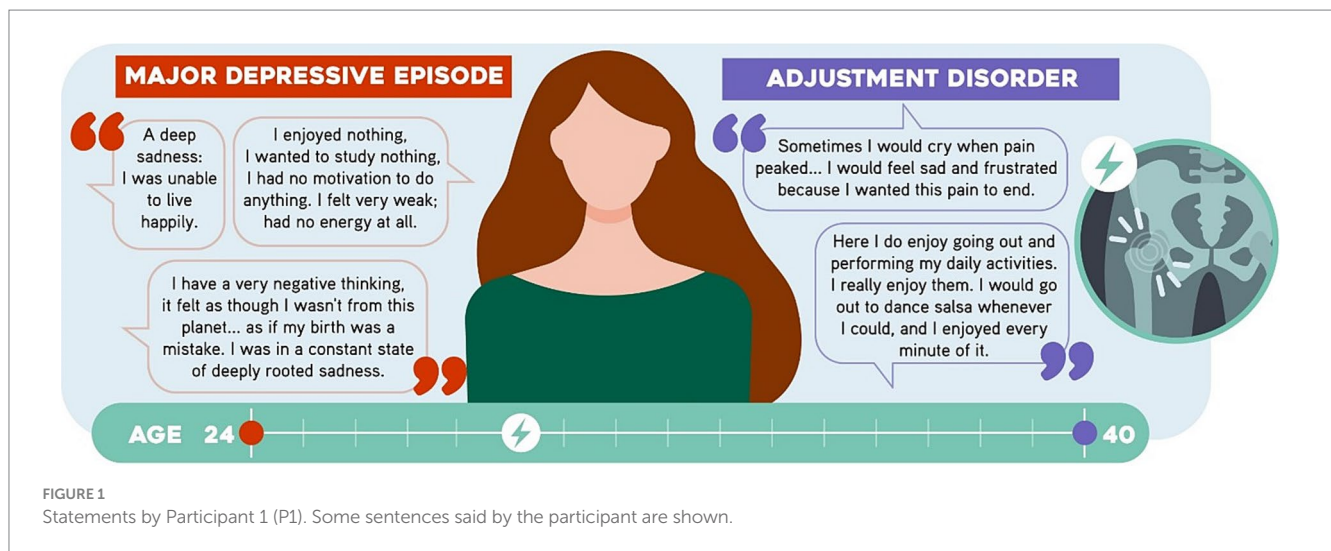 MAJOR DEPRESSIVE EPISODE
A deep
sadness:
I was unable
to live
happily.
I enjoyed nothing,
I wanted to study nothing,
I had no motivation to do
anything. I felt very weak;
had no energy at all.
I have a very negative thinking,
it felt as though I wasn't from this
planet... as if my birth was a
mistake. I was in a constant state
of deeply rooted sadness.
ADJUSTMENT DISORDER
Sometimes I would cry when pain
peaked... I would feel sad and frustrated
because I wanted this pain to end.
Here I do enjoy going out and
performing my daily activities.
I really enjoy them. I would go
out to dance salsa whenever
I could, and I enjoyed every
minute of it.
AGE 24 40
FIGURE 1
Statements by Participant 1 (P1). Some sentences said by the participant are shown.